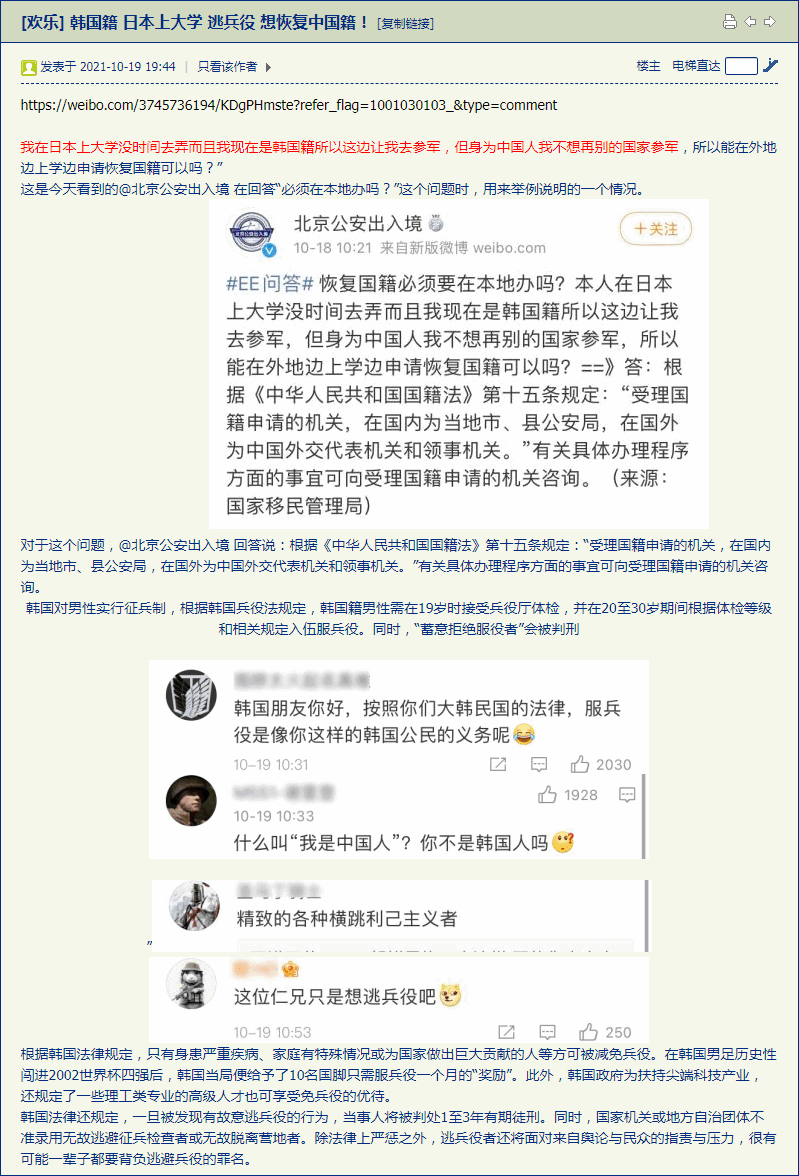 [欢乐] 韩国籍 日本上大学 逃兵役 想恢复中国籍！ [复制链接]
发表于 2021-10-19 19:44 | 只看该作者
楼主 电梯直达
https://weibo.com/3745736194/KDgPHmste?refer_flag=1001030103_&type=comment
我在日本上大学没时间去弄而且我现在是韩国籍所以这边让我去参军，但身为中国人我不想再别的国家参军，所以能在外地
边上学边申请恢复国籍可以吗？”
这是今天看到的@北京公安出入境 在回答“必须在本地办吗？”这个问题时，用来举例说明的一个情况。
北京公安出入境
10-18 10:21 来自新版微博 weibo.com
+关注
#EE问答# 恢复国籍必须要在本地办吗？本人在日本
上大学没时间去弄而且我现在是韩国籍所以这边让我
去参军，但身为中国人我不想再别的国家参军，所以
能在外地边上学边申请恢复国籍可以吗？==》答：根
据《中华人民共和国国籍法》第十五条规定：“受理国
籍申请的机关，在国内为当地市、县公安局，在国外
为中国外交代表机关和领事机关。”有关具体办理程序
方面的事宜可向受理国籍申请的机关咨询。（来源：
国家移民管理局）
对于这个问题，@北京公安出入境 回答说：根据《中华人民共和国国籍法》第十五条规定：“受理国籍申请的机关，在国内
为当地市、县公安局，在国外为中国外交代表机关和领事机关。”有关具体办理程序方面的事宜可向受理国籍申请的机关咨
询。
韩国对男性实行征兵制，根据韩国兵役法规定，韩国籍男性需在19岁时接受兵役厅体检，并在20至30岁期间根据体检等级
和相关规定入伍服兵役。同时，“蓄意拒绝服役者”会被判刑
韩国朋友你好，按照你们大韩民国的法律，服兵
役是像你这样的韩国公民的义务呢😂
10–19 10:31
2030
1928
10-19 10:33
什么叫“我是中国人”？你不是韩国人吗
精致的各种横跳利己主义者
”
这位仁兄只是想逃兵役吧
10–19 10:53
250
根据韩国法律规定，只有身患严重疾病、家庭有特殊情况或为国家做出巨大贡献的人等方可被减免兵役。在韩国男足历史性
闯进2002世界杯四强后，韩国当局便给予了10名国脚只需服兵役一个月的“奖励”。此外，韩国政府为扶持尖端科技产业，
还规定了一些理工类专业的高级人才也可享受免兵役的优待。
韩国法律还规定，一旦被发现有故意逃兵役的行为，当事人将被判处1至3年有期徒刑。同时，国家机关或地方自治团体不
准录用无故逃避征兵检查者或无故脱离营地者。除法律上严惩之外，逃兵役者还将面对来自舆论与民众的指责与压力，很有
可能一辈子都要背负逃避兵役的罪名。